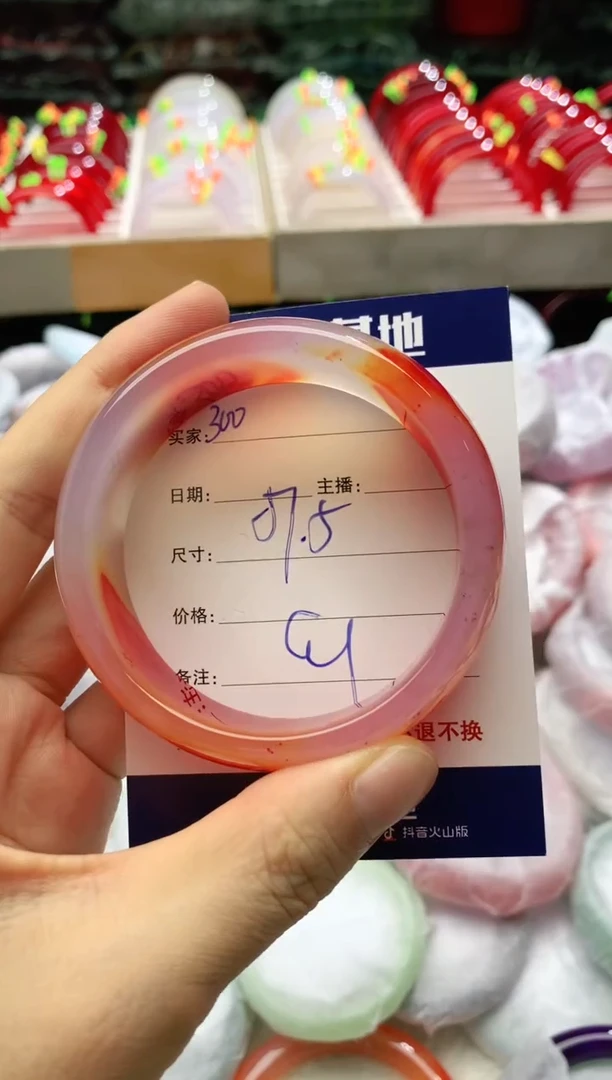 基地
买家: 300
日期: 主播:
57.5
尺寸:
价格:
备注:
退不换
抖音火山版